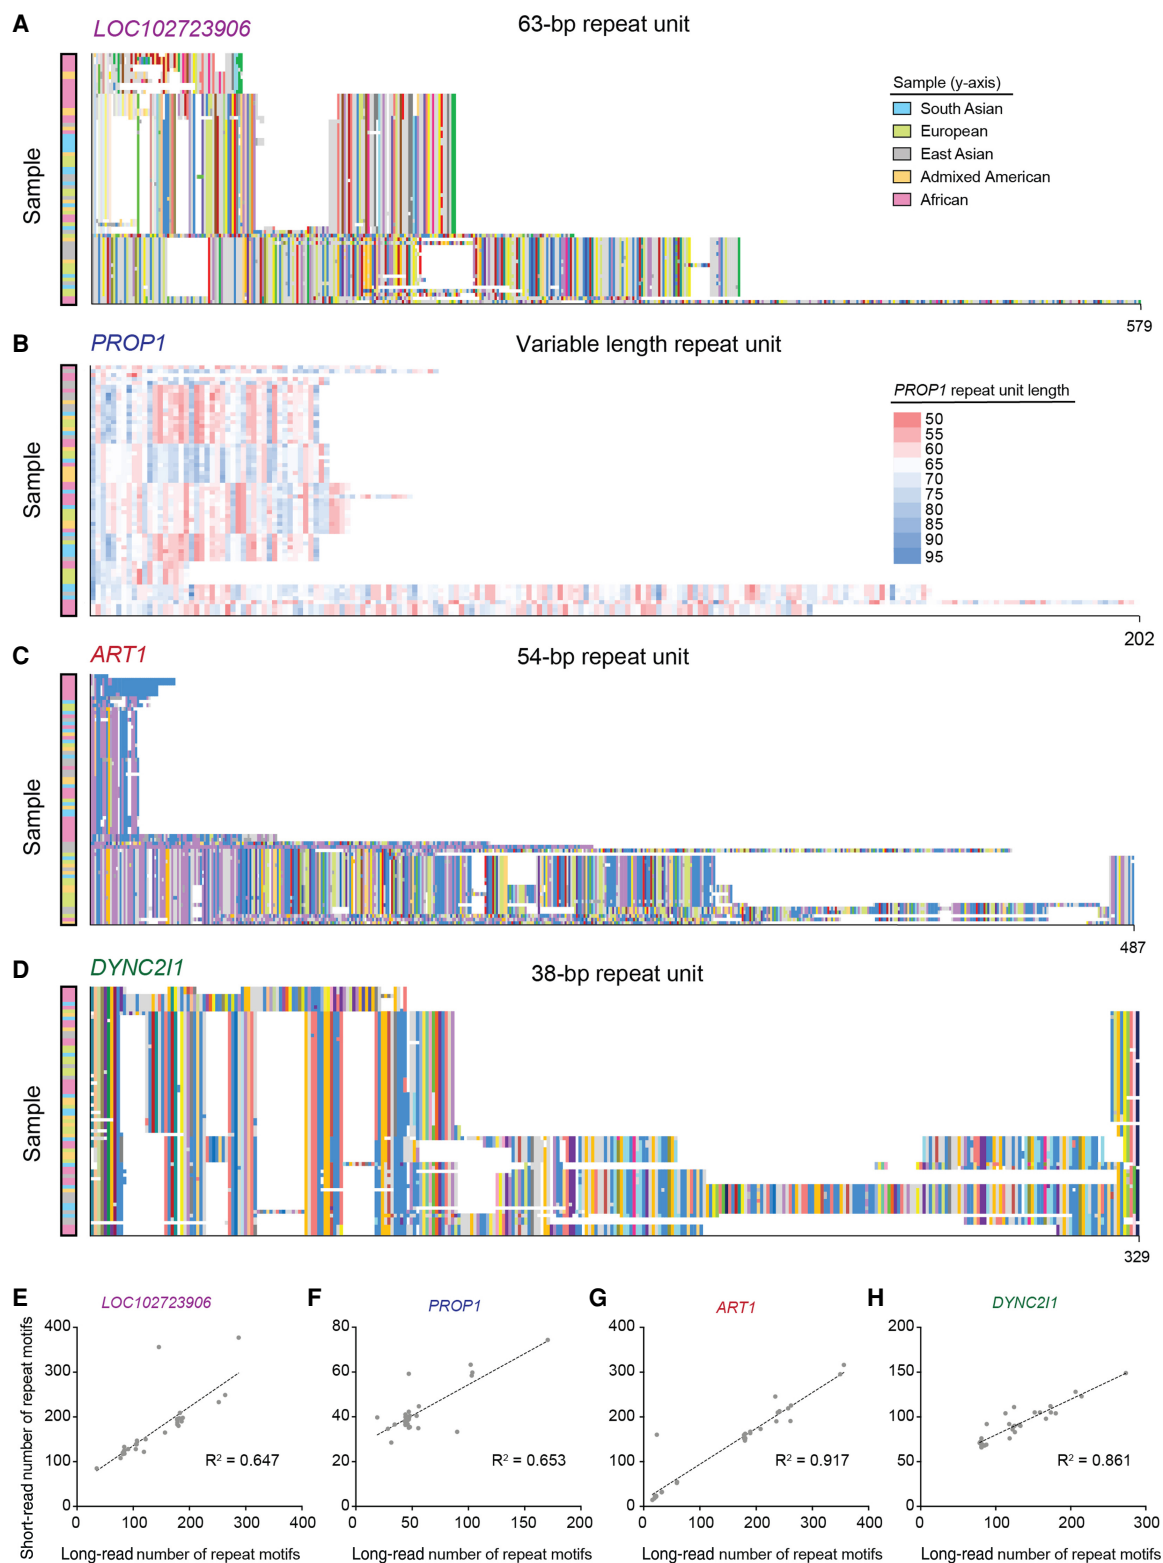 A
LOC102723906
63-bp repeat unit
Sample
Sample (y-axis)
South Asian
European
East Asian
Admixed American
African
579
B
PROP1
Variable length repeat unit
Sample
PROP1 repeat unit length
50
55
60
65
70
75
80
85
90
95
202
C
ART1
54-bp repeat unit
Sample
487
D
DYNC2I1
38-bp repeat unit
Sample
329
E
LOC102723906
Short-read number of repeat motifs
400
300
200
100
0
R² = 0.647
0 100 200 300 400
Long-read number of repeat motifs
F
PROP1
80
60
40
20
0
R² = 0.653
0 50 100 150 200
Long-read number of repeat motifs
G
ART1
400
300
200
100
0
R² = 0.917
0 100 200 300 400
Long-read number of repeat motifs
H
DYNC2I1
200
150
100
50
0
R² = 0.861
0 100 200 300
Long-read number of repeat motifs